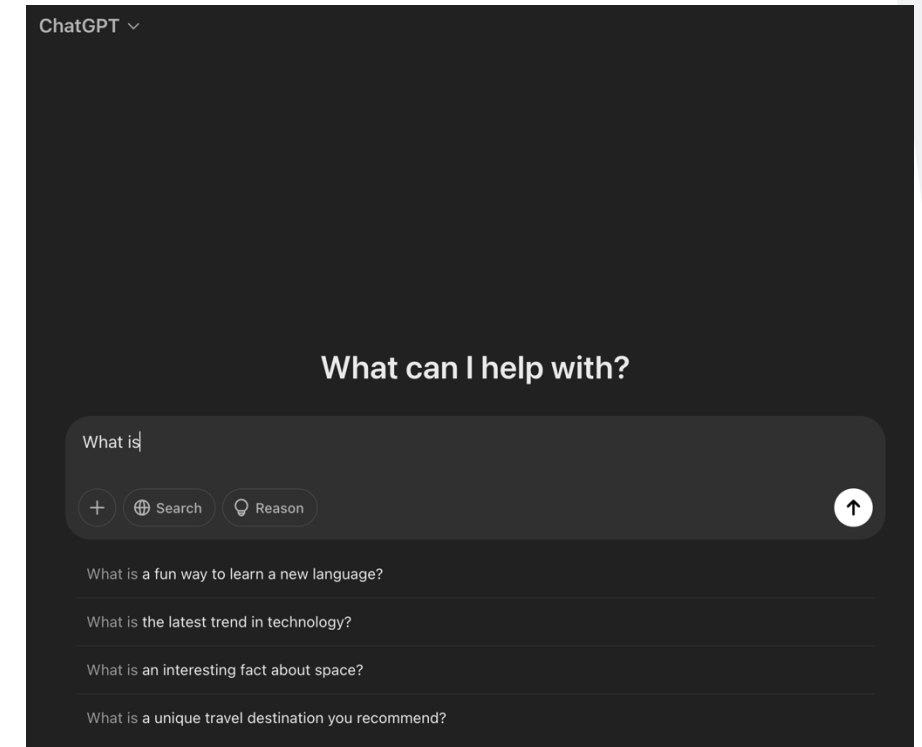 ChatGPT
What can I help with?
What is
Search
Reason
What is a fun way to learn a new language?
What is the latest trend in technology?
What is an interesting fact about space?
What is a unique travel destination you recommend?